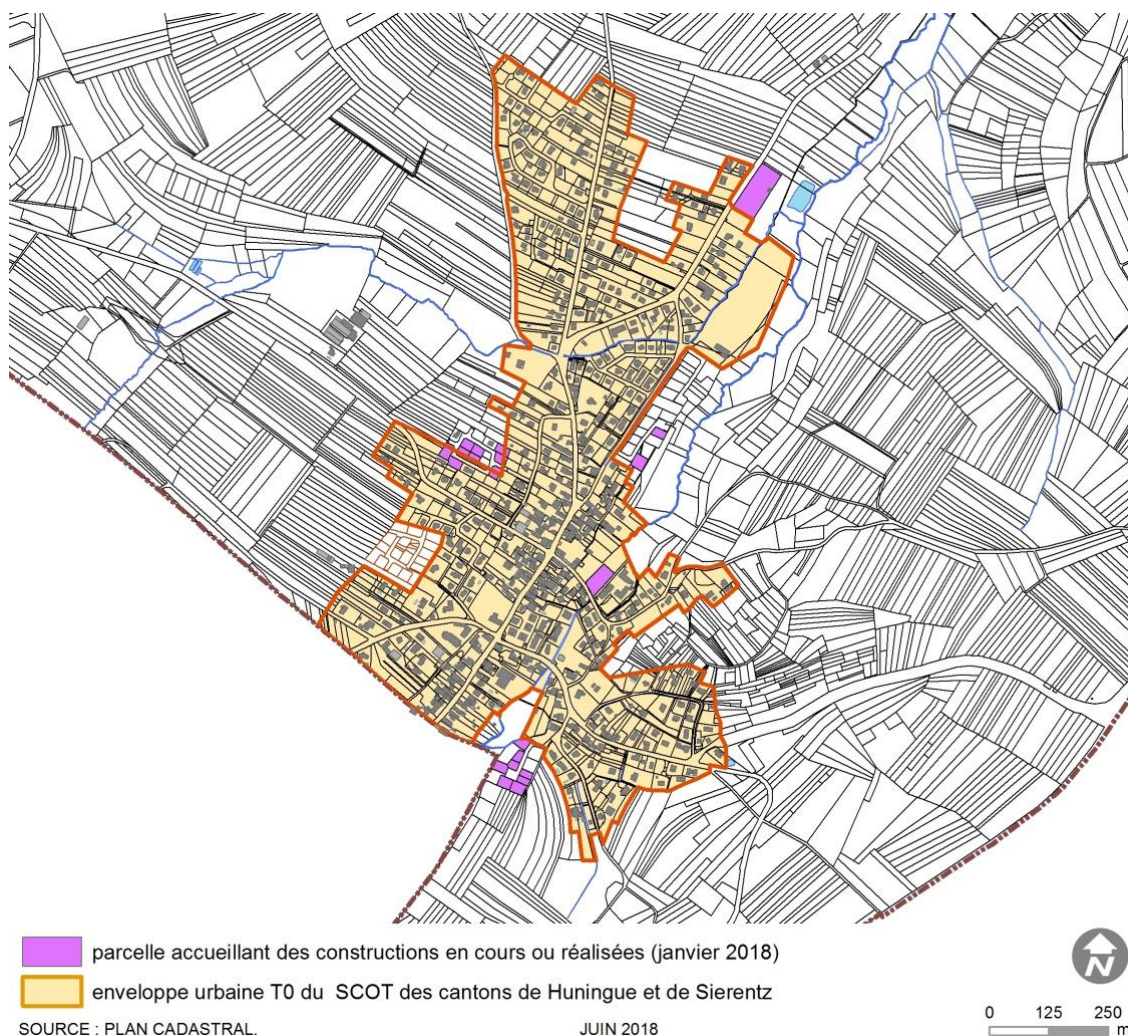 parcelle accueillant des constructions en cours ou réalisées (janvier 2018)
N
enveloppe urbaine T0 du SCOT des cantons de Huningue et de Sierentz
0 125 250
m
SOURCE : PLAN CADASTRAL. JUIN 2018